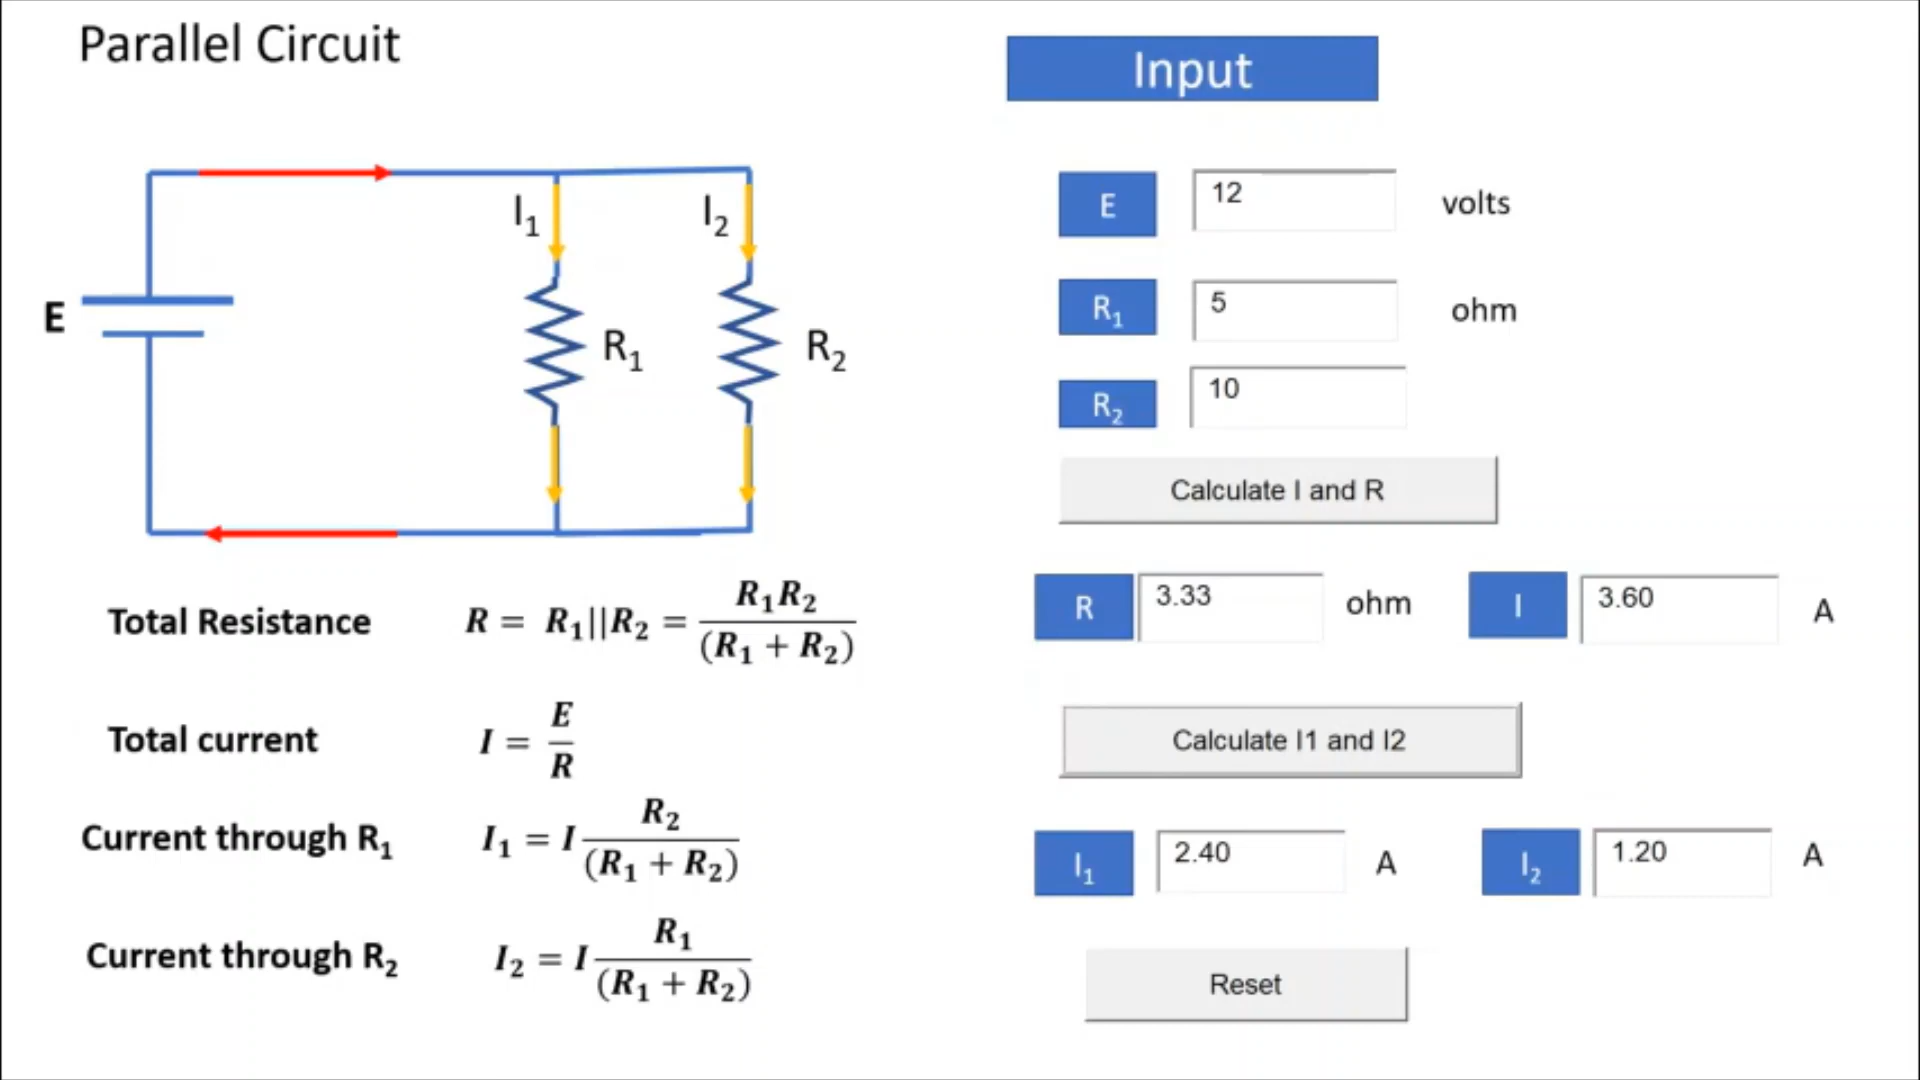 Parallel Circuit
Input
I1 I2
E
R1 R2
E 12 volts
R1 5 ohm
R2 10
Calculate I and R
R 3.33 ohm I 3.60 A
Total Resistance R = R1||R2 = R1R2 / (R1 + R2)
Total current I = E / R
Calculate I1 and I2
Current through R1 I1 = I R2 / (R1 + R2)
I1 2.40 A I2 1.20 A
Current through R2 I2 = I R1 / (R1 + R2)
Reset